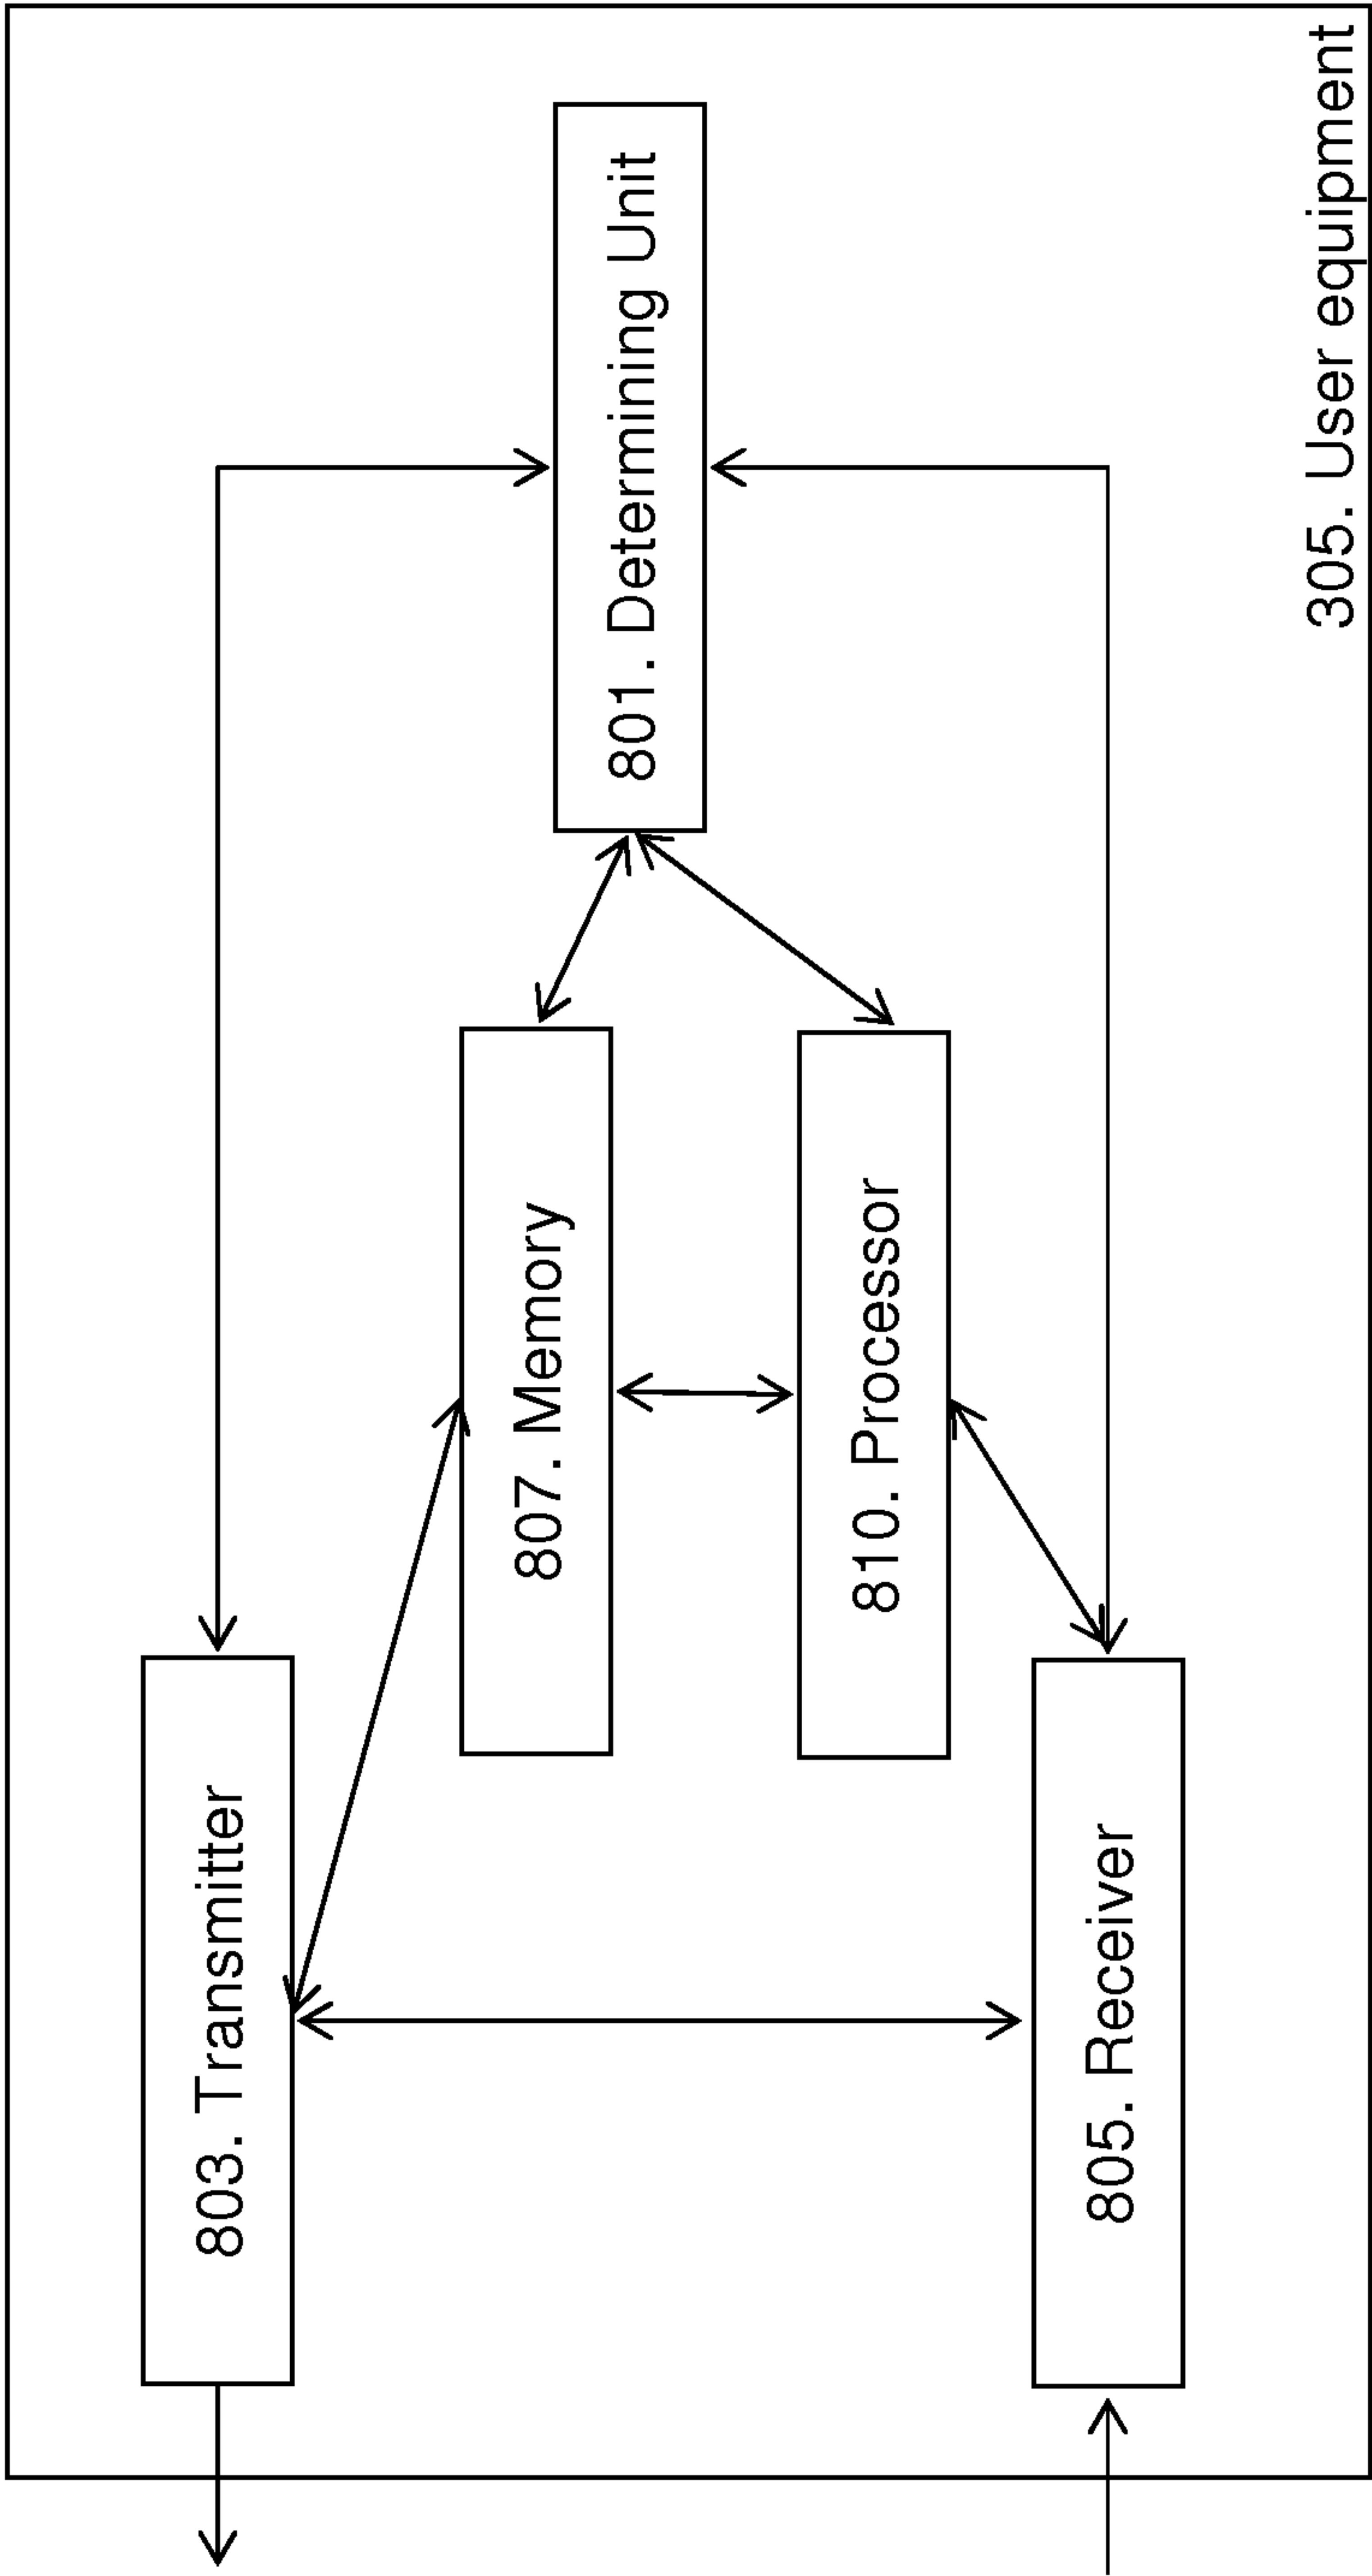 803. Transmitter
807. Memory
801. Determining Unit
810. Processor
805. Receiver
305. User equipment